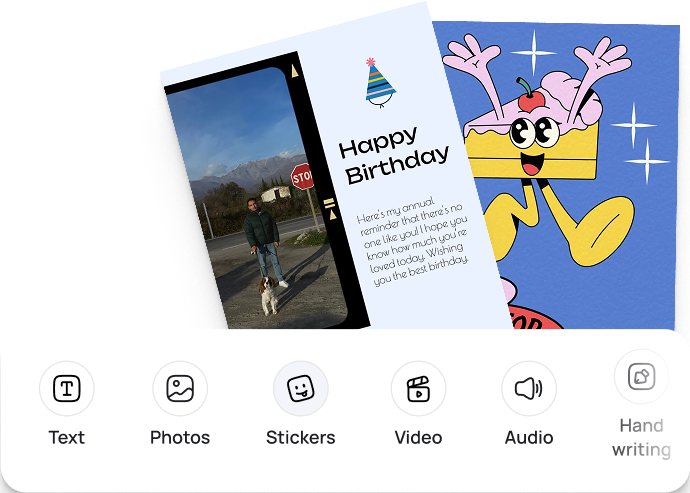 Happy
Birthday
Here's my annual
reminder that there's no
one like you! I hope you
know how much you're
loved today. Wishing
you the best birthday.
STOP
Text
Photos
Stickers
Video
Audio
Hand
writing